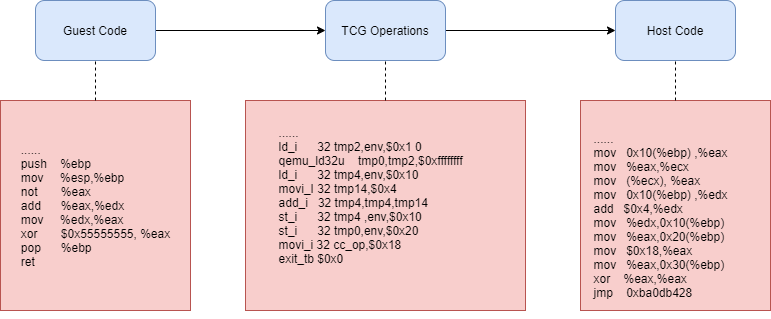 Guest Code
TCG Operations
Host Code
......
push %ebp
mov %esp,%ebp
not %eax
add %eax,%edx
mov %edx,%eax
xor $0x55555555, %eax
pop %ebp
ret
......
ld_i 32 tmp2,env,$0x1 0
qemu_ld32u tmp0,tmp2,$0xffffffff
ld_i 32 tmp4,env,$0x10
movi_l 32 tmp14,$0x4
add_i 32 tmp4,tmp4,tmp14
st_i 32 tmp4 ,env,$0x10
st_i 32 tmp0,env,$0x20
movi_i 32 cc_op,$0x18
exit_tb $0x0
......
mov 0x10(%ebp) ,%eax
mov %eax,%ecx
mov (%ecx), %eax
mov 0x10(%ebp) ,%edx
add $0x4,%edx
mov %edx,0x10(%ebp)
mov %eax,0x20(%ebp)
mov $0x18,%eax
mov %eax,0x30(%ebp)
xor %eax,%eax
jmp 0xba0db428